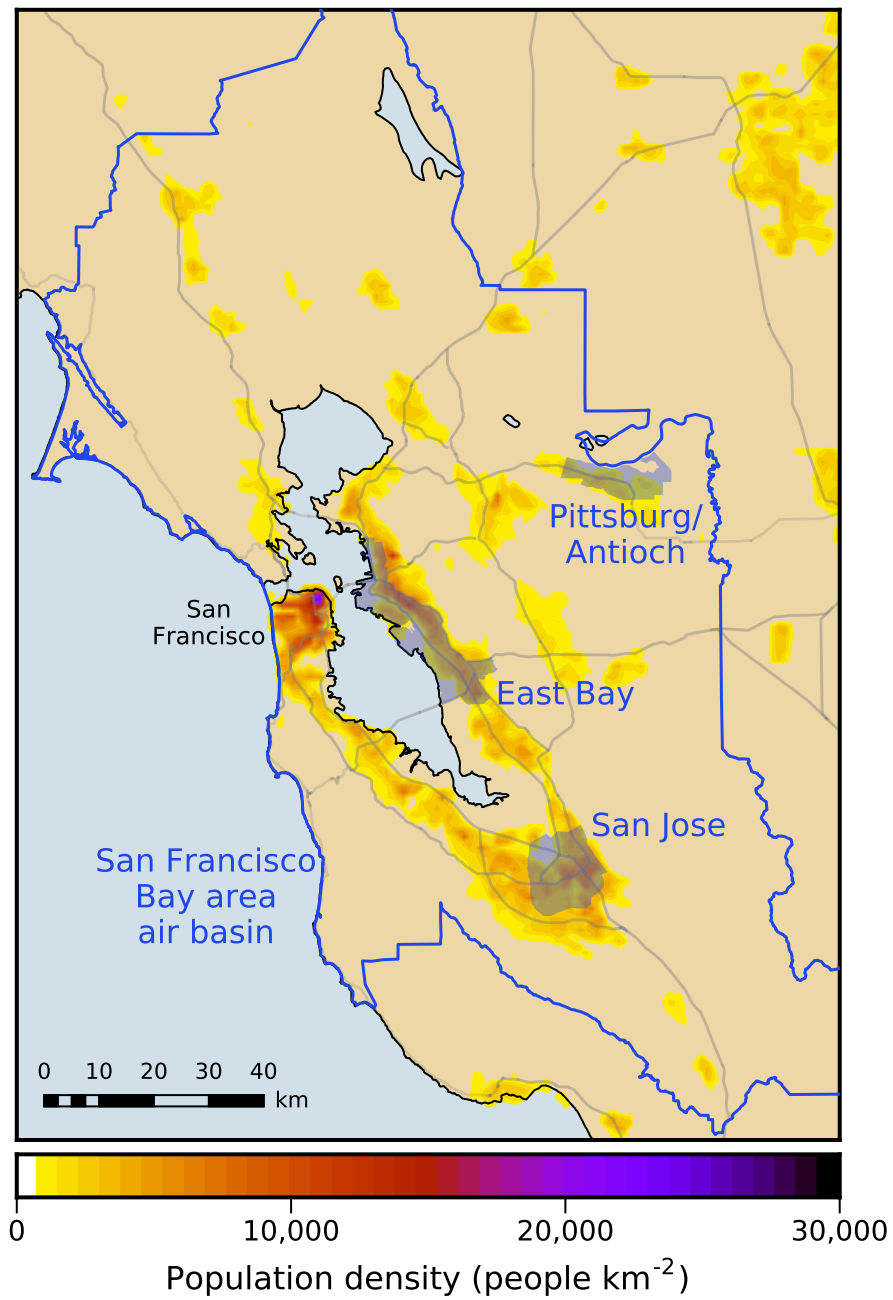 Pittsburg/
Antioch
San
Francisco
East Bay
San Jose
San Francisco
Bay area
air basin
0 10 20 30 40
km
0 10,000 20,000 30,000
Population density (people km-2)